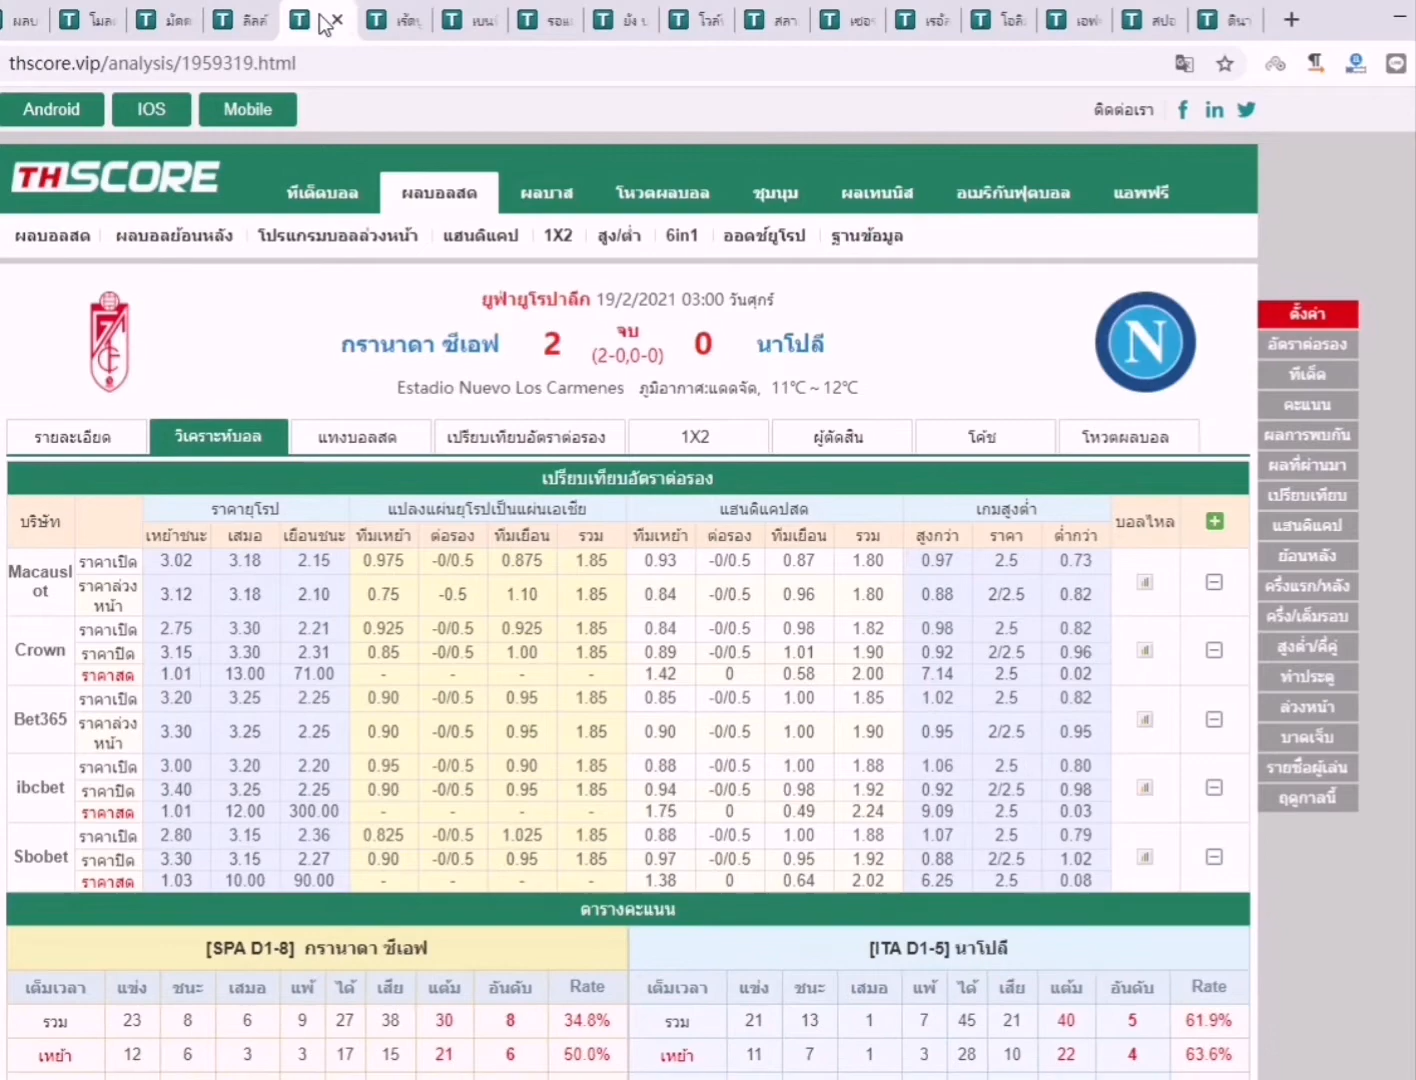 thscore.vip/analysis/1959319.html
Android IOS Mobile ติดต่อเรา
THSCORE
ทีเด็ดบอล ผลบอลสด ผลบาส โหวตผลบอล ชุมนุม ผลเทนนิส อเมริกันฟุตบอล แอพฟรี
ผลบอลสด ผลบอลย้อนหลัง โปรแกรมบอลล่วงหน้า แฮนดิแคป 1X2 สูง/ต่ำ 6in1 ออดซ์ยูโรป ฐานข้อมูล
ยูฟ่ายูโรปาลีก 19/2/2021 03:00 วันศุกร์
กรานาดา ซีเอฟ 2 จบ 0 นาโปลี
(2-0,0-0)
Estadio Nuevo Los Carmenes ภูมิอากาศ:แดดจัด, 11℃～12℃
ตั้งค่า
อัตราต่อรอง
ทีเด็ด
คะแนน
ผลการพบกัน
ผลที่ผ่านมา
เปรียบเทียบ
แฮนดิแคป
ย้อนหลัง
ครึ่งแรก/หลัง
ครึ่ง/เต็มรอบ
สูงต่ำ/คี่คู่
ทำประตู
ล่วงหน้า
บาดเจ็บ
รายชื่อผู้เล่น
ฤดูกาลนี้
รายละเอียด วิเคราะห์บอล แทงบอลสด เปรียบเทียบอัตราต่อรอง 1X2 ผู้ตัดสิน โค้ช โหวตผลบอล
เปรียบเทียบอัตราต่อรอง
บริษัท ราคายุโรป แปลงแผ่นยุโรปเป็นแผ่นเอเชีย แฮนดิแคปสด เกมสูงต่ำ บอลไหล
เหย้าชนะ เสมอ เยือนชนะ ทีมเหย้า ต่อรอง ทีมเยือน รวม ทีมเหย้า ต่อรอง ทีมเยือน รวม สูงกว่า ราคา ต่ำกว่า
Macauslot ราคาเปิด 3.02 3.18 2.15 0.975 -0/0.5 0.875 1.85 0.93 -0/0.5 0.87 1.80 0.97 2.5 0.73
ราคาล่วงหน้า 3.12 3.18 2.10 0.75 -0.5 1.10 1.85 0.84 -0/0.5 0.96 1.80 0.88 2/2.5 0.82
Crown ราคาเปิด 2.75 3.30 2.21 0.925 -0/0.5 0.925 1.85 0.84 -0/0.5 0.98 1.82 0.98 2.5 0.82
ราคาปิด 3.15 3.30 2.31 0.85 -0/0.5 1.00 1.85 0.89 -0/0.5 1.01 1.90 0.92 2/2.5 0.96
ราคาสด 1.01 13.00 71.00 - - - - 1.42 0 0.58 2.00 7.14 2.5 0.02
Bet365 ราคาเปิด 3.20 3.25 2.25 0.90 -0/0.5 0.95 1.85 0.85 -0/0.5 1.00 1.85 1.02 2.5 0.82
ราคาล่วงหน้า 3.30 3.25 2.25 0.90 -0/0.5 0.95 1.85 0.90 -0/0.5 1.00 1.90 0.95 2/2.5 0.95
ibcbet ราคาเปิด 3.00 3.20 2.20 0.95 -0/0.5 0.90 1.85 0.88 -0/0.5 1.00 1.88 1.06 2.5 0.80
ราคาปิด 3.40 3.25 2.25 0.90 -0/0.5 0.95 1.85 0.94 -0/0.5 0.98 1.92 0.92 2/2.5 0.98
ราคาสด 1.01 12.00 300.00 - - - - 1.75 0 0.49 2.24 9.09 2.5 0.03
Sbobet ราคาเปิด 2.80 3.15 2.36 0.825 -0/0.5 1.025 1.85 0.88 -0/0.5 1.00 1.88 1.07 2.5 0.79
ราคาปิด 3.30 3.15 2.27 0.90 -0/0.5 0.95 1.85 0.97 -0/0.5 0.95 1.92 0.88 2/2.5 1.02
ราคาสด 1.03 10.00 90.00 - - - - 1.38 0 0.64 2.02 6.25 2.5 0.08
ตารางคะแนน
[SPA D1-8] กรานาดา ซีเอฟ [ITA D1-5] นาโปลี
เต็มเวลา แข่ง ชนะ เสมอ แพ้ ได้ เสีย แต้ม อันดับ Rate เต็มเวลา แข่ง ชนะ เสมอ แพ้ ได้ เสีย แต้ม อันดับ Rate
รวม 23 8 6 9 27 38 30 8 34.8% รวม 21 13 1 7 45 21 40 5 61.9%
เหย้า 12 6 3 3 17 15 21 6 50.0% เหย้า 11 7 1 3 28 10 22 4 63.6%